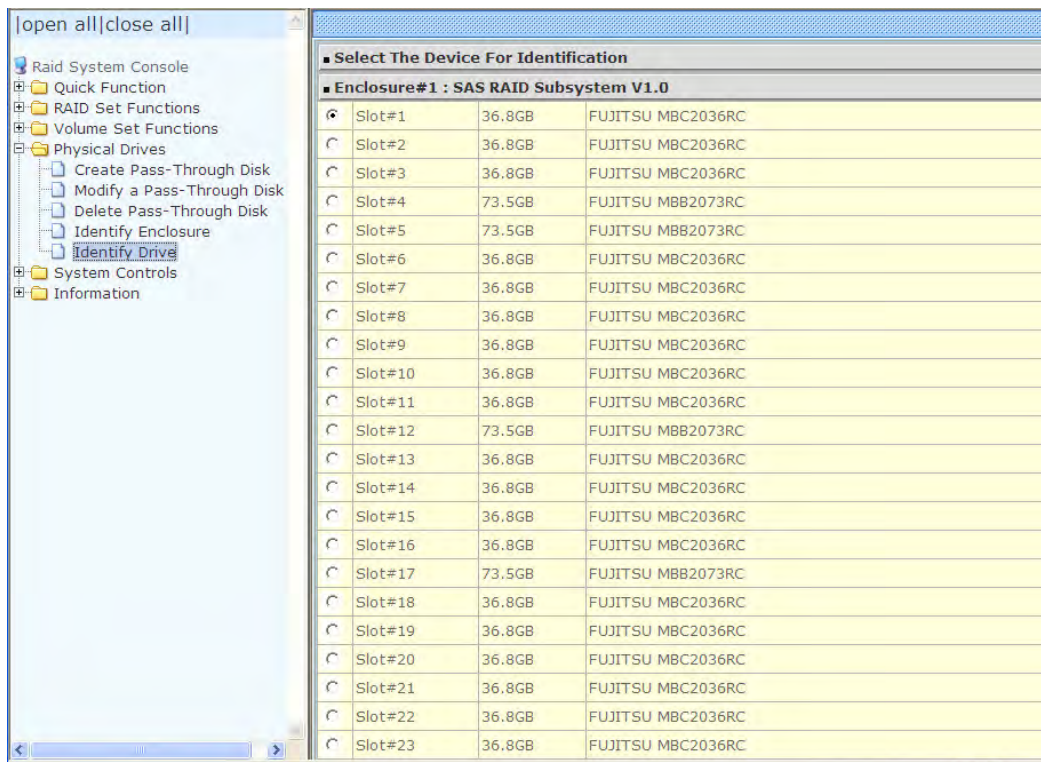 |open all|close all|
Raid System Console
Quick Function
RAID Set Functions
Volume Set Functions
Physical Drives
Create Pass-Through Disk
Modify a Pass-Through Disk
Delete Pass-Through Disk
Identify Enclosure
Identify Drive
System Controls
Information
Select The Device For Identification
Enclosure#1 : SAS RAID Subsystem V1.0
Slot#1 36.8GB FUJITSU MBC2036RC
Slot#2 36.8GB FUJITSU MBC2036RC
Slot#3 36.8GB FUJITSU MBC2036RC
Slot#4 73.5GB FUJITSU MBB2073RC
Slot#5 73.5GB FUJITSU MBB2073RC
Slot#6 36.8GB FUJITSU MBC2036RC
Slot#7 36.8GB FUJITSU MBC2036RC
Slot#8 36.8GB FUJITSU MBC2036RC
Slot#9 36.8GB FUJITSU MBC2036RC
Slot#10 36.8GB FUJITSU MBC2036RC
Slot#11 36.8GB FUJITSU MBC2036RC
Slot#12 73.5GB FUJITSU MBB2073RC
Slot#13 36.8GB FUJITSU MBC2036RC
Slot#14 36.8GB FUJITSU MBC2036RC
Slot#15 36.8GB FUJITSU MBC2036RC
Slot#16 36.8GB FUJITSU MBC2036RC
Slot#17 73.5GB FUJITSU MBB2073RC
Slot#18 36.8GB FUJITSU MBC2036RC
Slot#19 36.8GB FUJITSU MBC2036RC
Slot#20 36.8GB FUJITSU MBC2036RC
Slot#21 36.8GB FUJITSU MBC2036RC
Slot#22 36.8GB FUJITSU MBC2036RC
Slot#23 36.8GB FUJITSU MBC2036RC